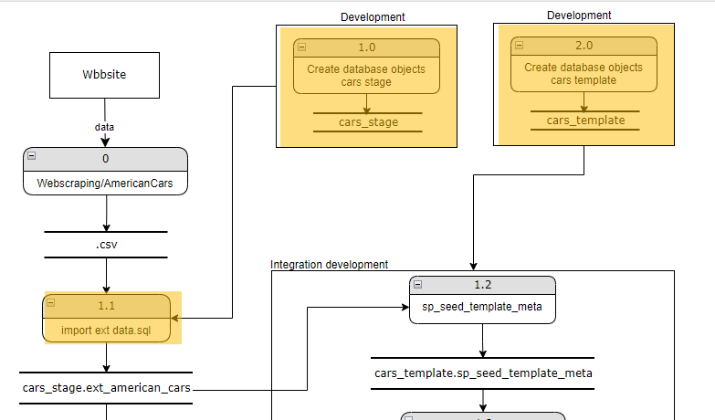 Development
Development
1.0
Create database objects
cars stage
cars_stage
2.0
Create database objects
cars template
cars_template
Wbbsite
data
0
Webscraping/AmericanCars
.csv
Integration development
1.1
import ext data.sql
1.2
sp_seed_template_meta
cars_stage.ext_american_cars
cars_template.sp_seed_template_meta